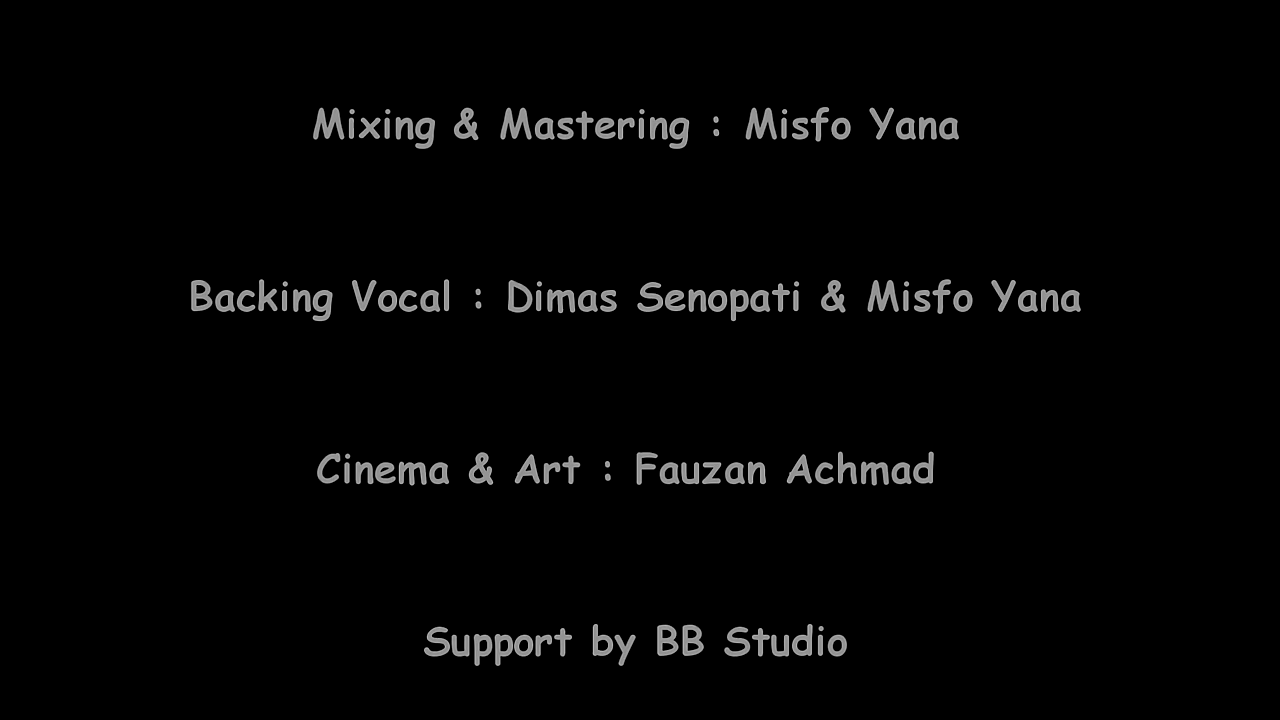 Mixing & Mastering : Misfo Yana
Backing Vocal : Dimas Senopati & Misfo Yana
Cinema & Art : Fauzan Achmad
Support by BB Studio